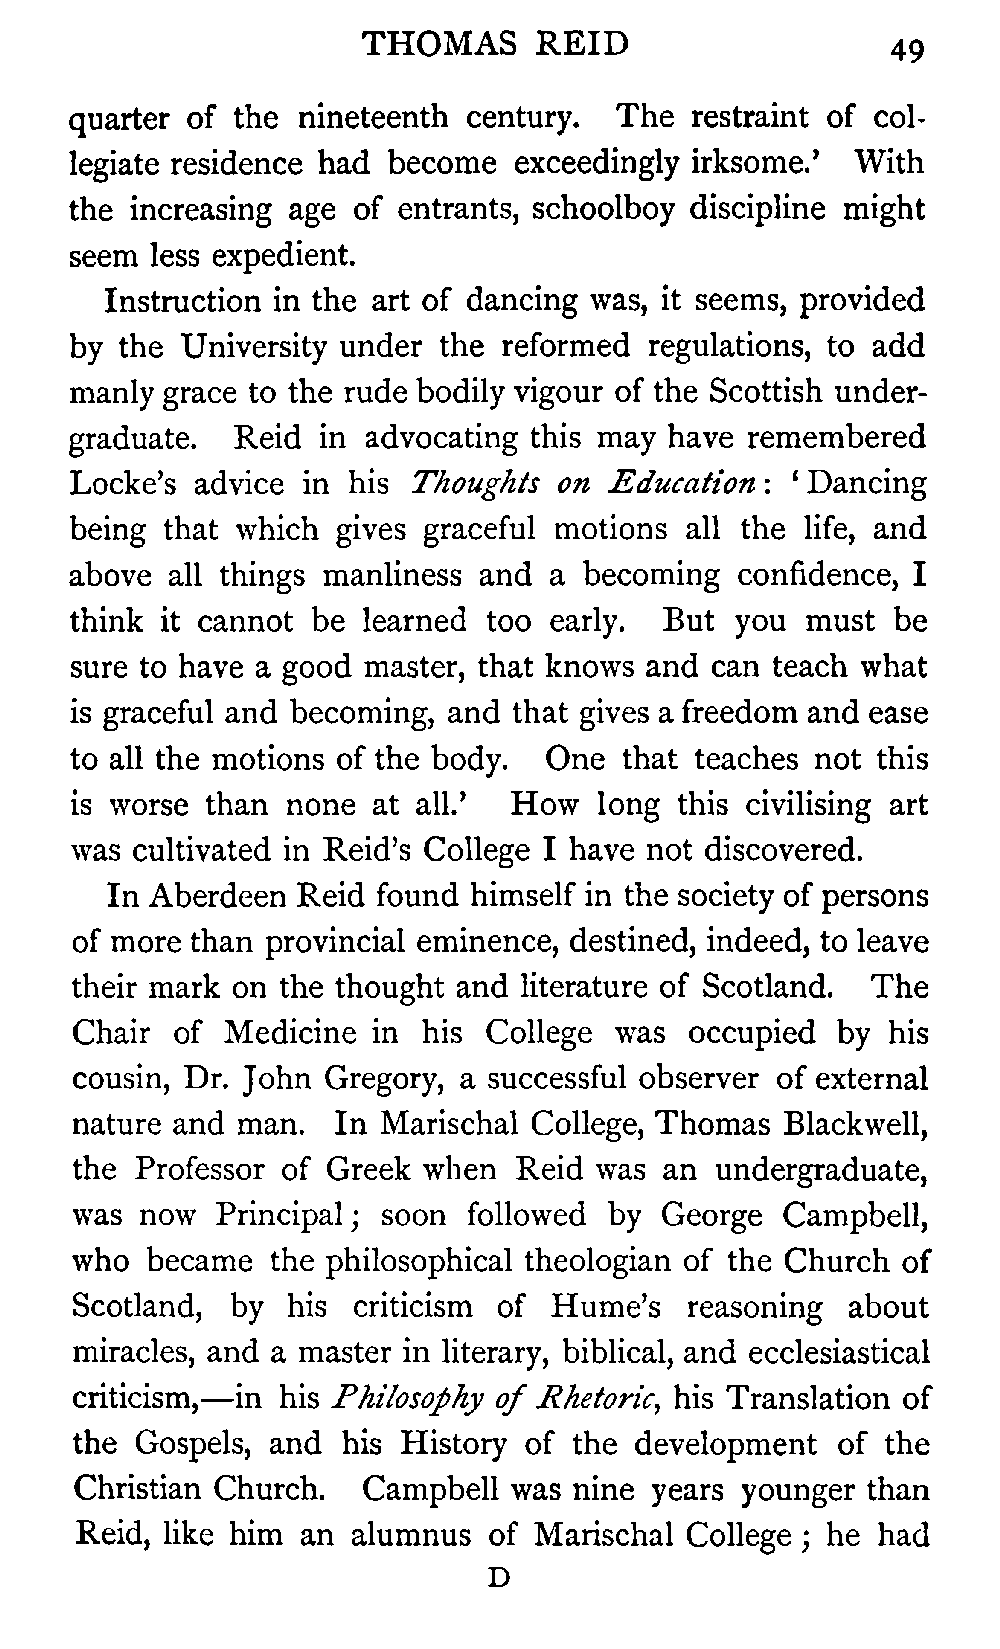 THOMAS REID 49
quarter of the nineteenth century. The restraint of col-
legiate residence had become exceedingly irksome.’ With
the increasing age of entrants, schoolboy discipline might
seem less expedient.
Instruction in the art of dancing was, it seems, provided
by the University under the reformed regulations, to add
manly grace to the rude bodily vigour of the Scottish under-
graduate. Reid in advocating this may have remembered
Locke’s advice in his Thoughts on Education: ‘Dancing
being that which gives graceful motions all the life, and
above all things manliness and a becoming confidence, I
think it cannot be learned too early. But you must be
sure to have a good master, that knows and can teach what
is graceful and becoming, and that gives a freedom and ease
to all the motions of the body. One that teaches not this
is worse than none at all.’ How long this civilising art
was cultivated in Reid’s College I have not discovered.
In Aberdeen Reid found himself in the society of persons
of more than provincial eminence, destined, indeed, to leave
their mark on the thought and literature of Scotland. The
Chair of Medicine in his College was occupied by his
cousin, Dr. John Gregory, a successful observer of external
nature and man. In Marischal College, Thomas Blackwell,
the Professor of Greek when Reid was an undergraduate,
was now Principal; soon followed by George Campbell,
who became the philosophical theologian of the Church of
Scotland, by his criticism of Hume’s reasoning about
miracles, and a master in literary, biblical, and ecclesiastical
criticism,—in his Philosophy of Rhetoric, his Translation of
the Gospels, and his History of the development of the
Christian Church. Campbell was nine years younger than
Reid, like him an alumnus of Marischal College; he had
D